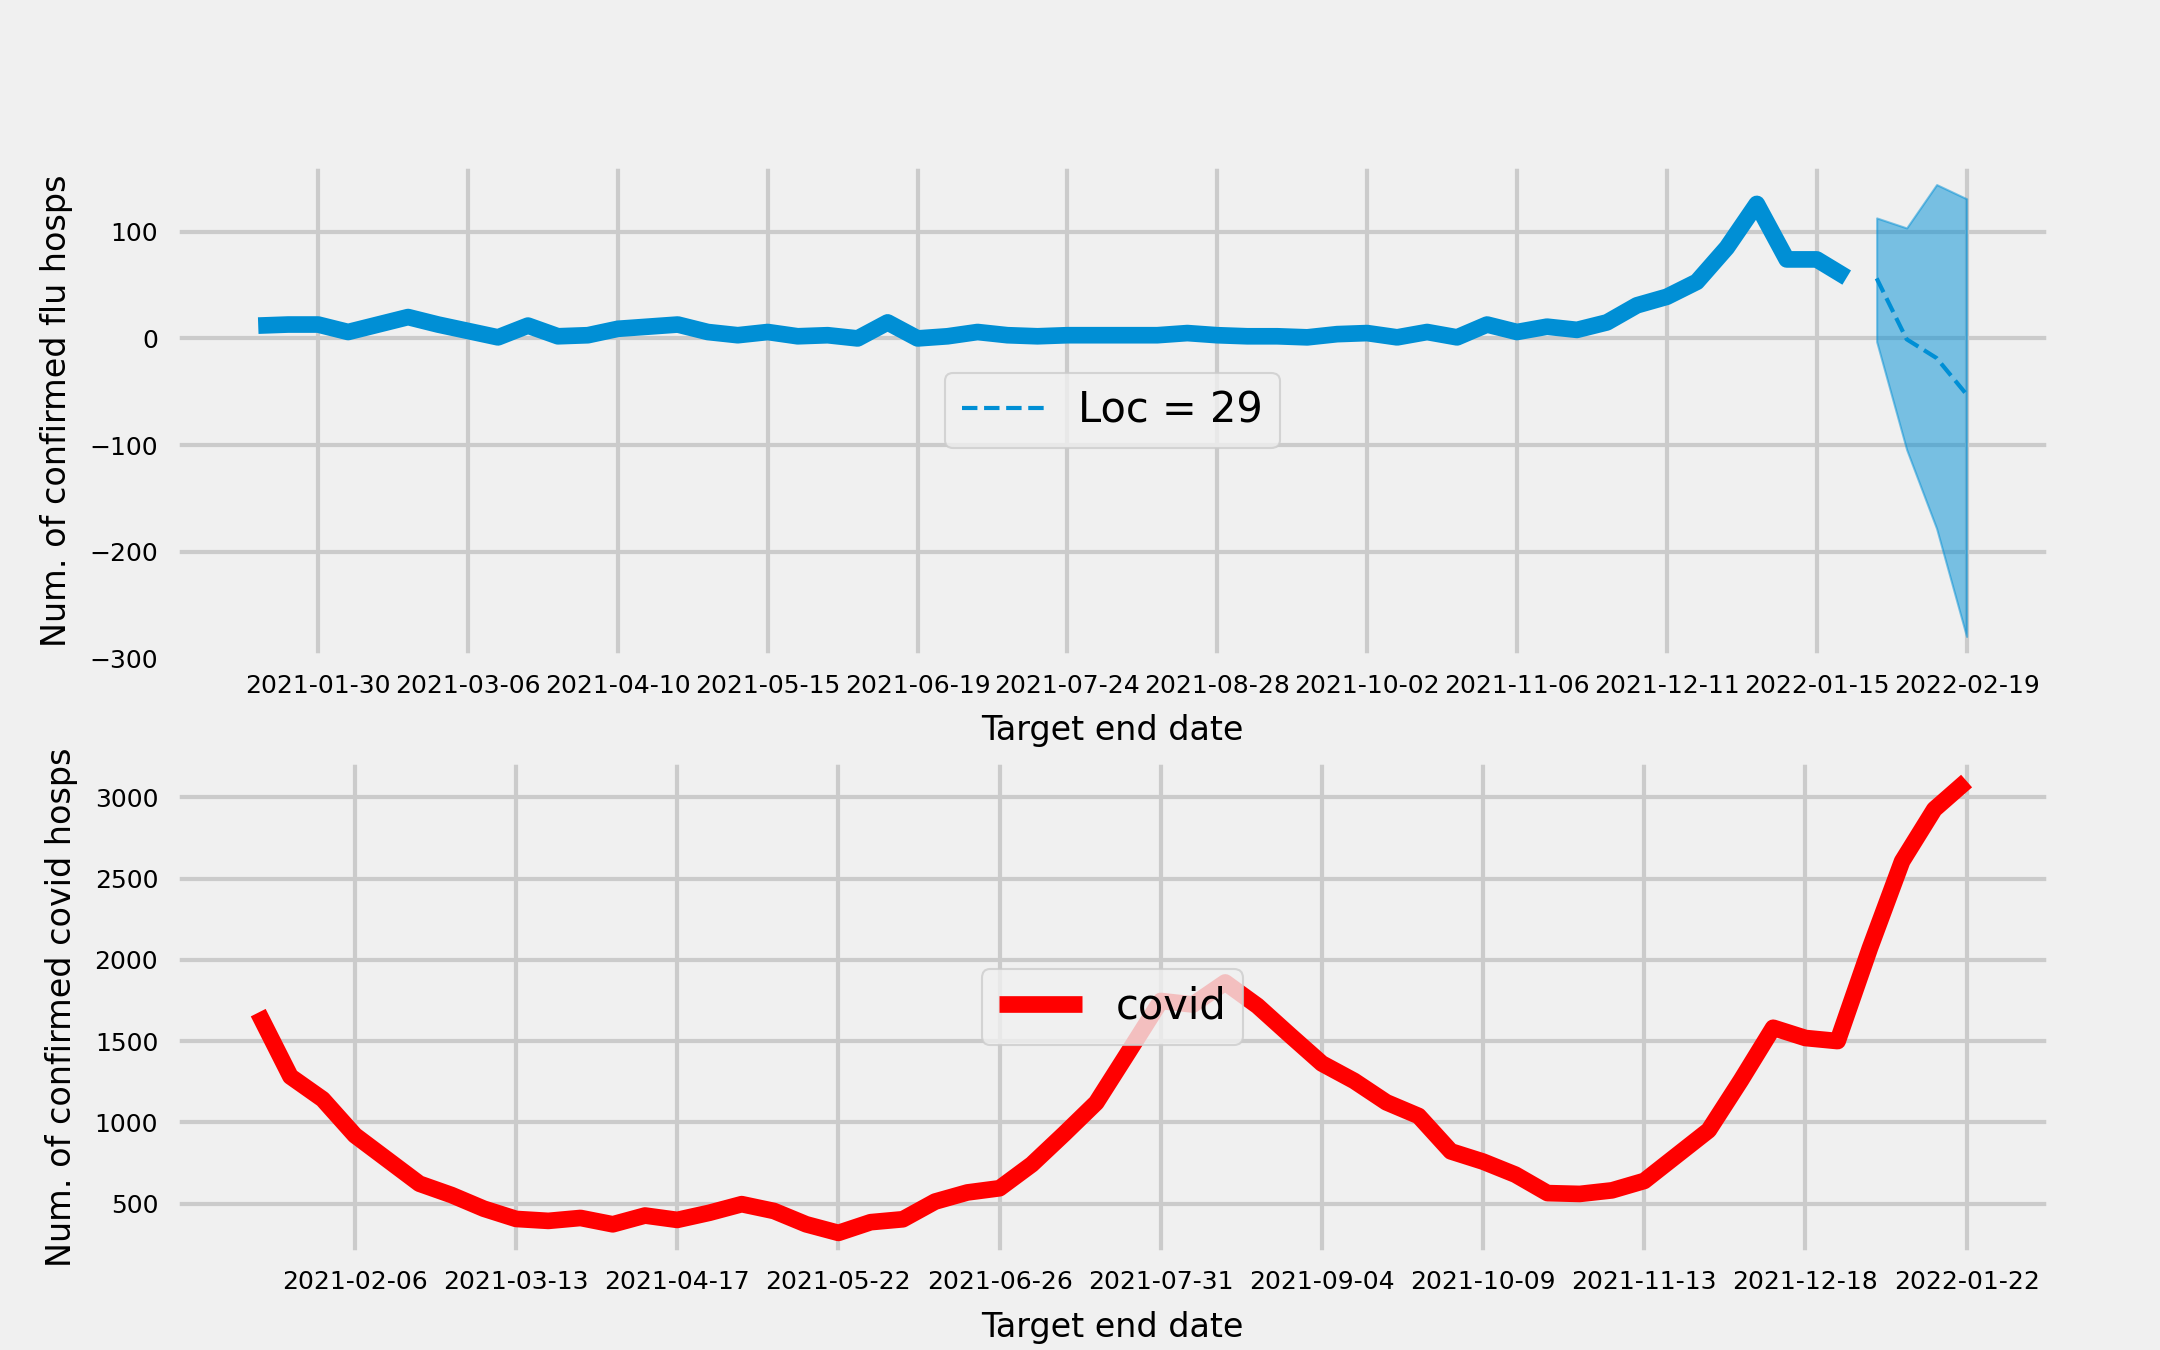 Num. of confirmed flu hosps
100
0
−100
−200
−300
Loc = 29
2021-01-30 2021-03-06 2021-04-10 2021-05-15 2021-06-19 2021-07-24 2021-08-28 2021-10-02 2021-11-06 2021-12-11 2022-01-15 2022-02-19
Target end date
Num. of confirmed covid hosps
3000
2500
2000
1500
1000
500
covid
2021-02-06 2021-03-13 2021-04-17 2021-05-22 2021-06-26 2021-07-31 2021-09-04 2021-10-09 2021-11-13 2021-12-18 2022-01-22
Target end date